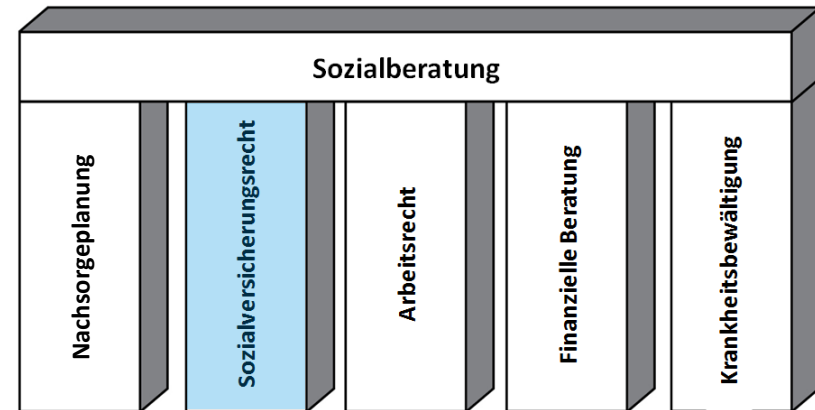 Sozialberatung
Nachsorgeplanung
Sozialversicherungsrecht
Arbeitsrecht
Finanzielle Beratung
Krankheitsbewältigung